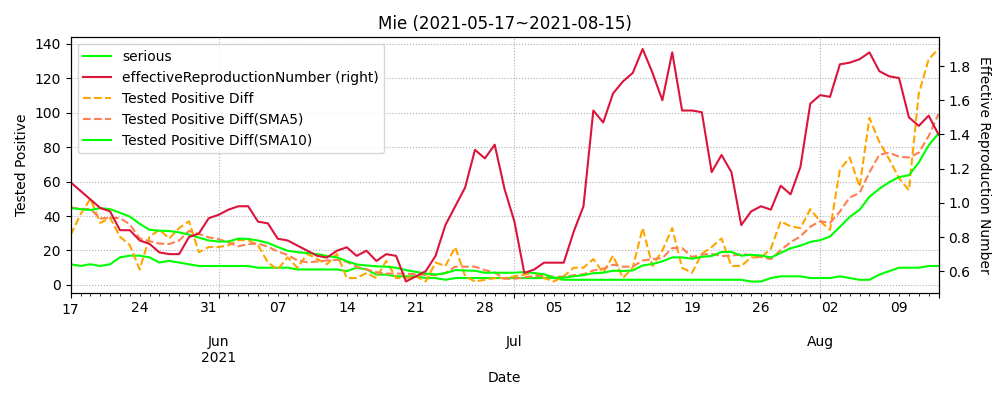 Mie (2021-05-17~2021-08-15)
serious
effectiveReproductionNumber (right)
Tested Positive Diff
Tested Positive Diff(SMA5)
Tested Positive Diff(SMA10)
Tested Positive
140
120
100
80
60
40
20
0
1.8
1.6
1.4
1.2
1.0
0.8
0.6
Effective Reproduction Number
17 24 31 07 14 21 28 05 12 19 26 02 09
Jun Jul Aug
2021
Date